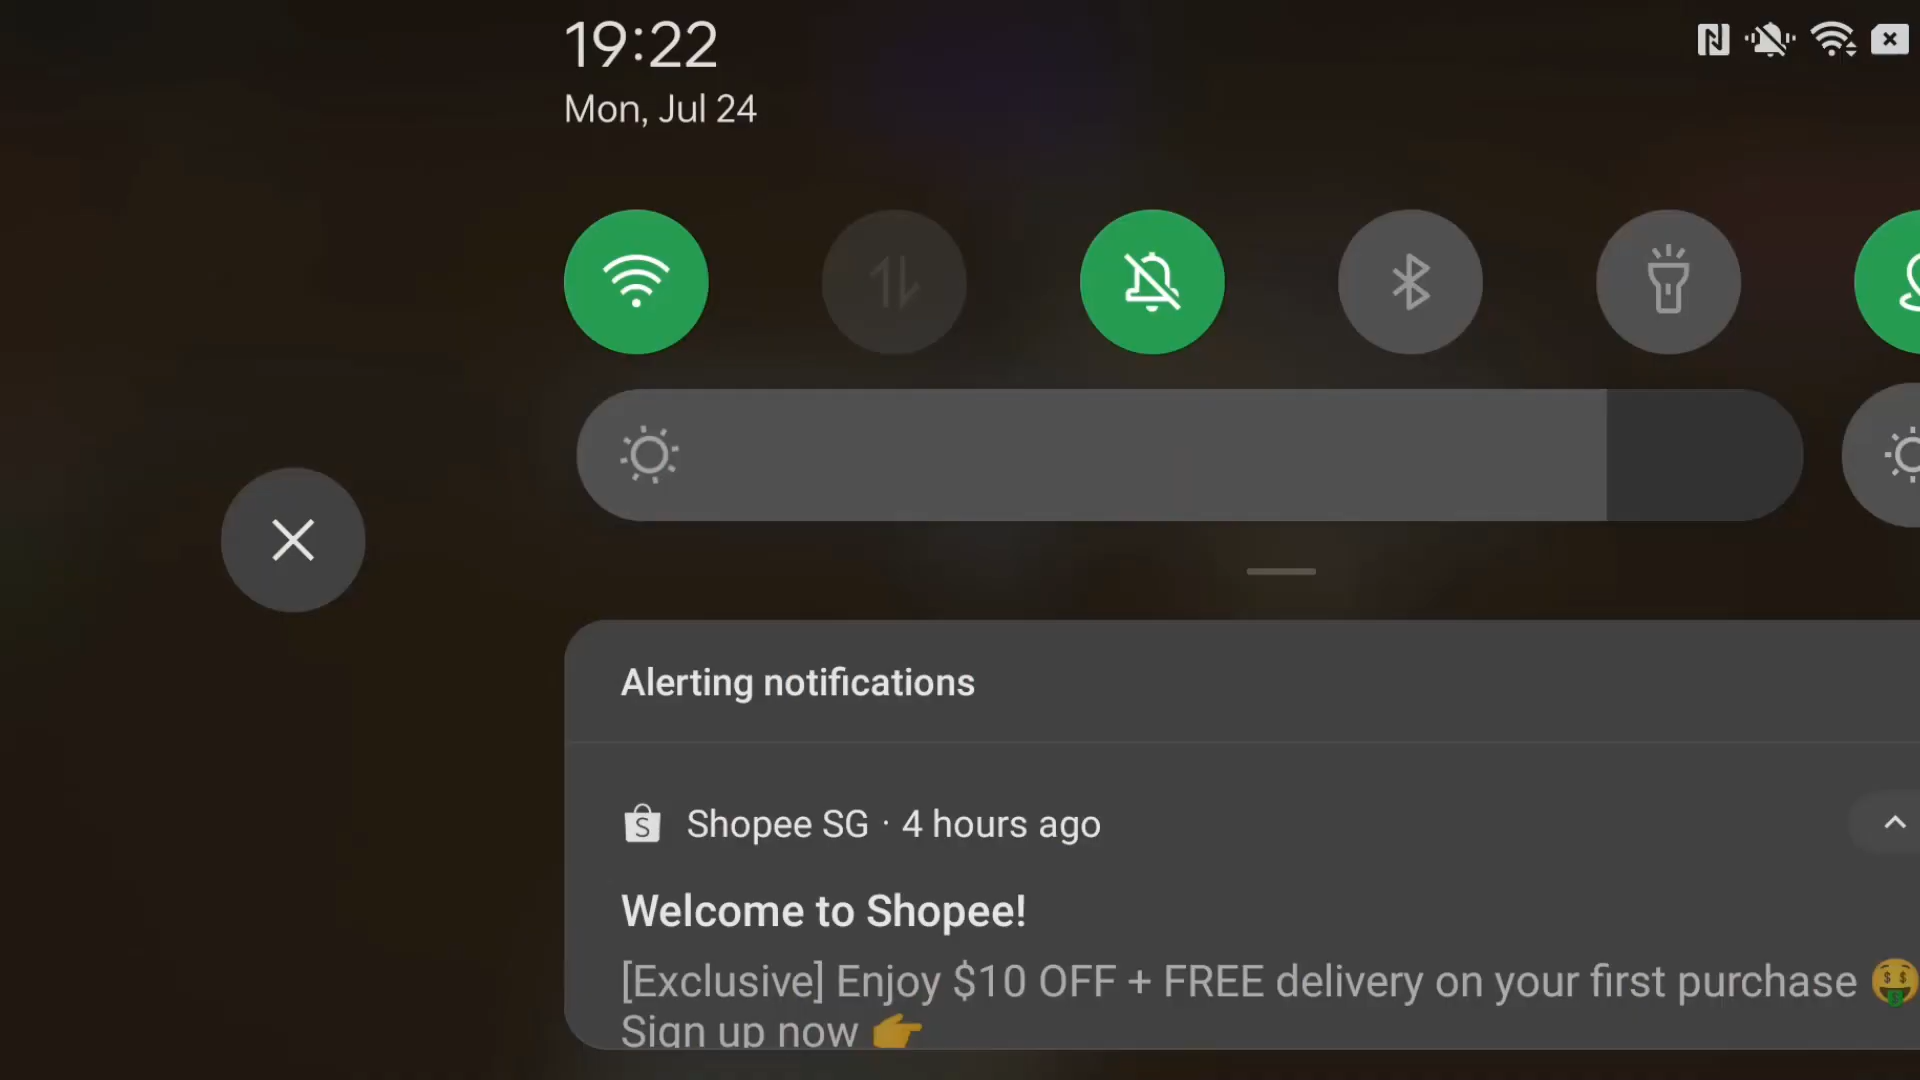 19:22
Mon, Jul 24
Alerting notifications
Shopee SG · 4 hours ago
Welcome to Shopee!
[Exclusive] Enjoy $10 OFF + FREE delivery on your first purchase 🤑
Sign up now 👉